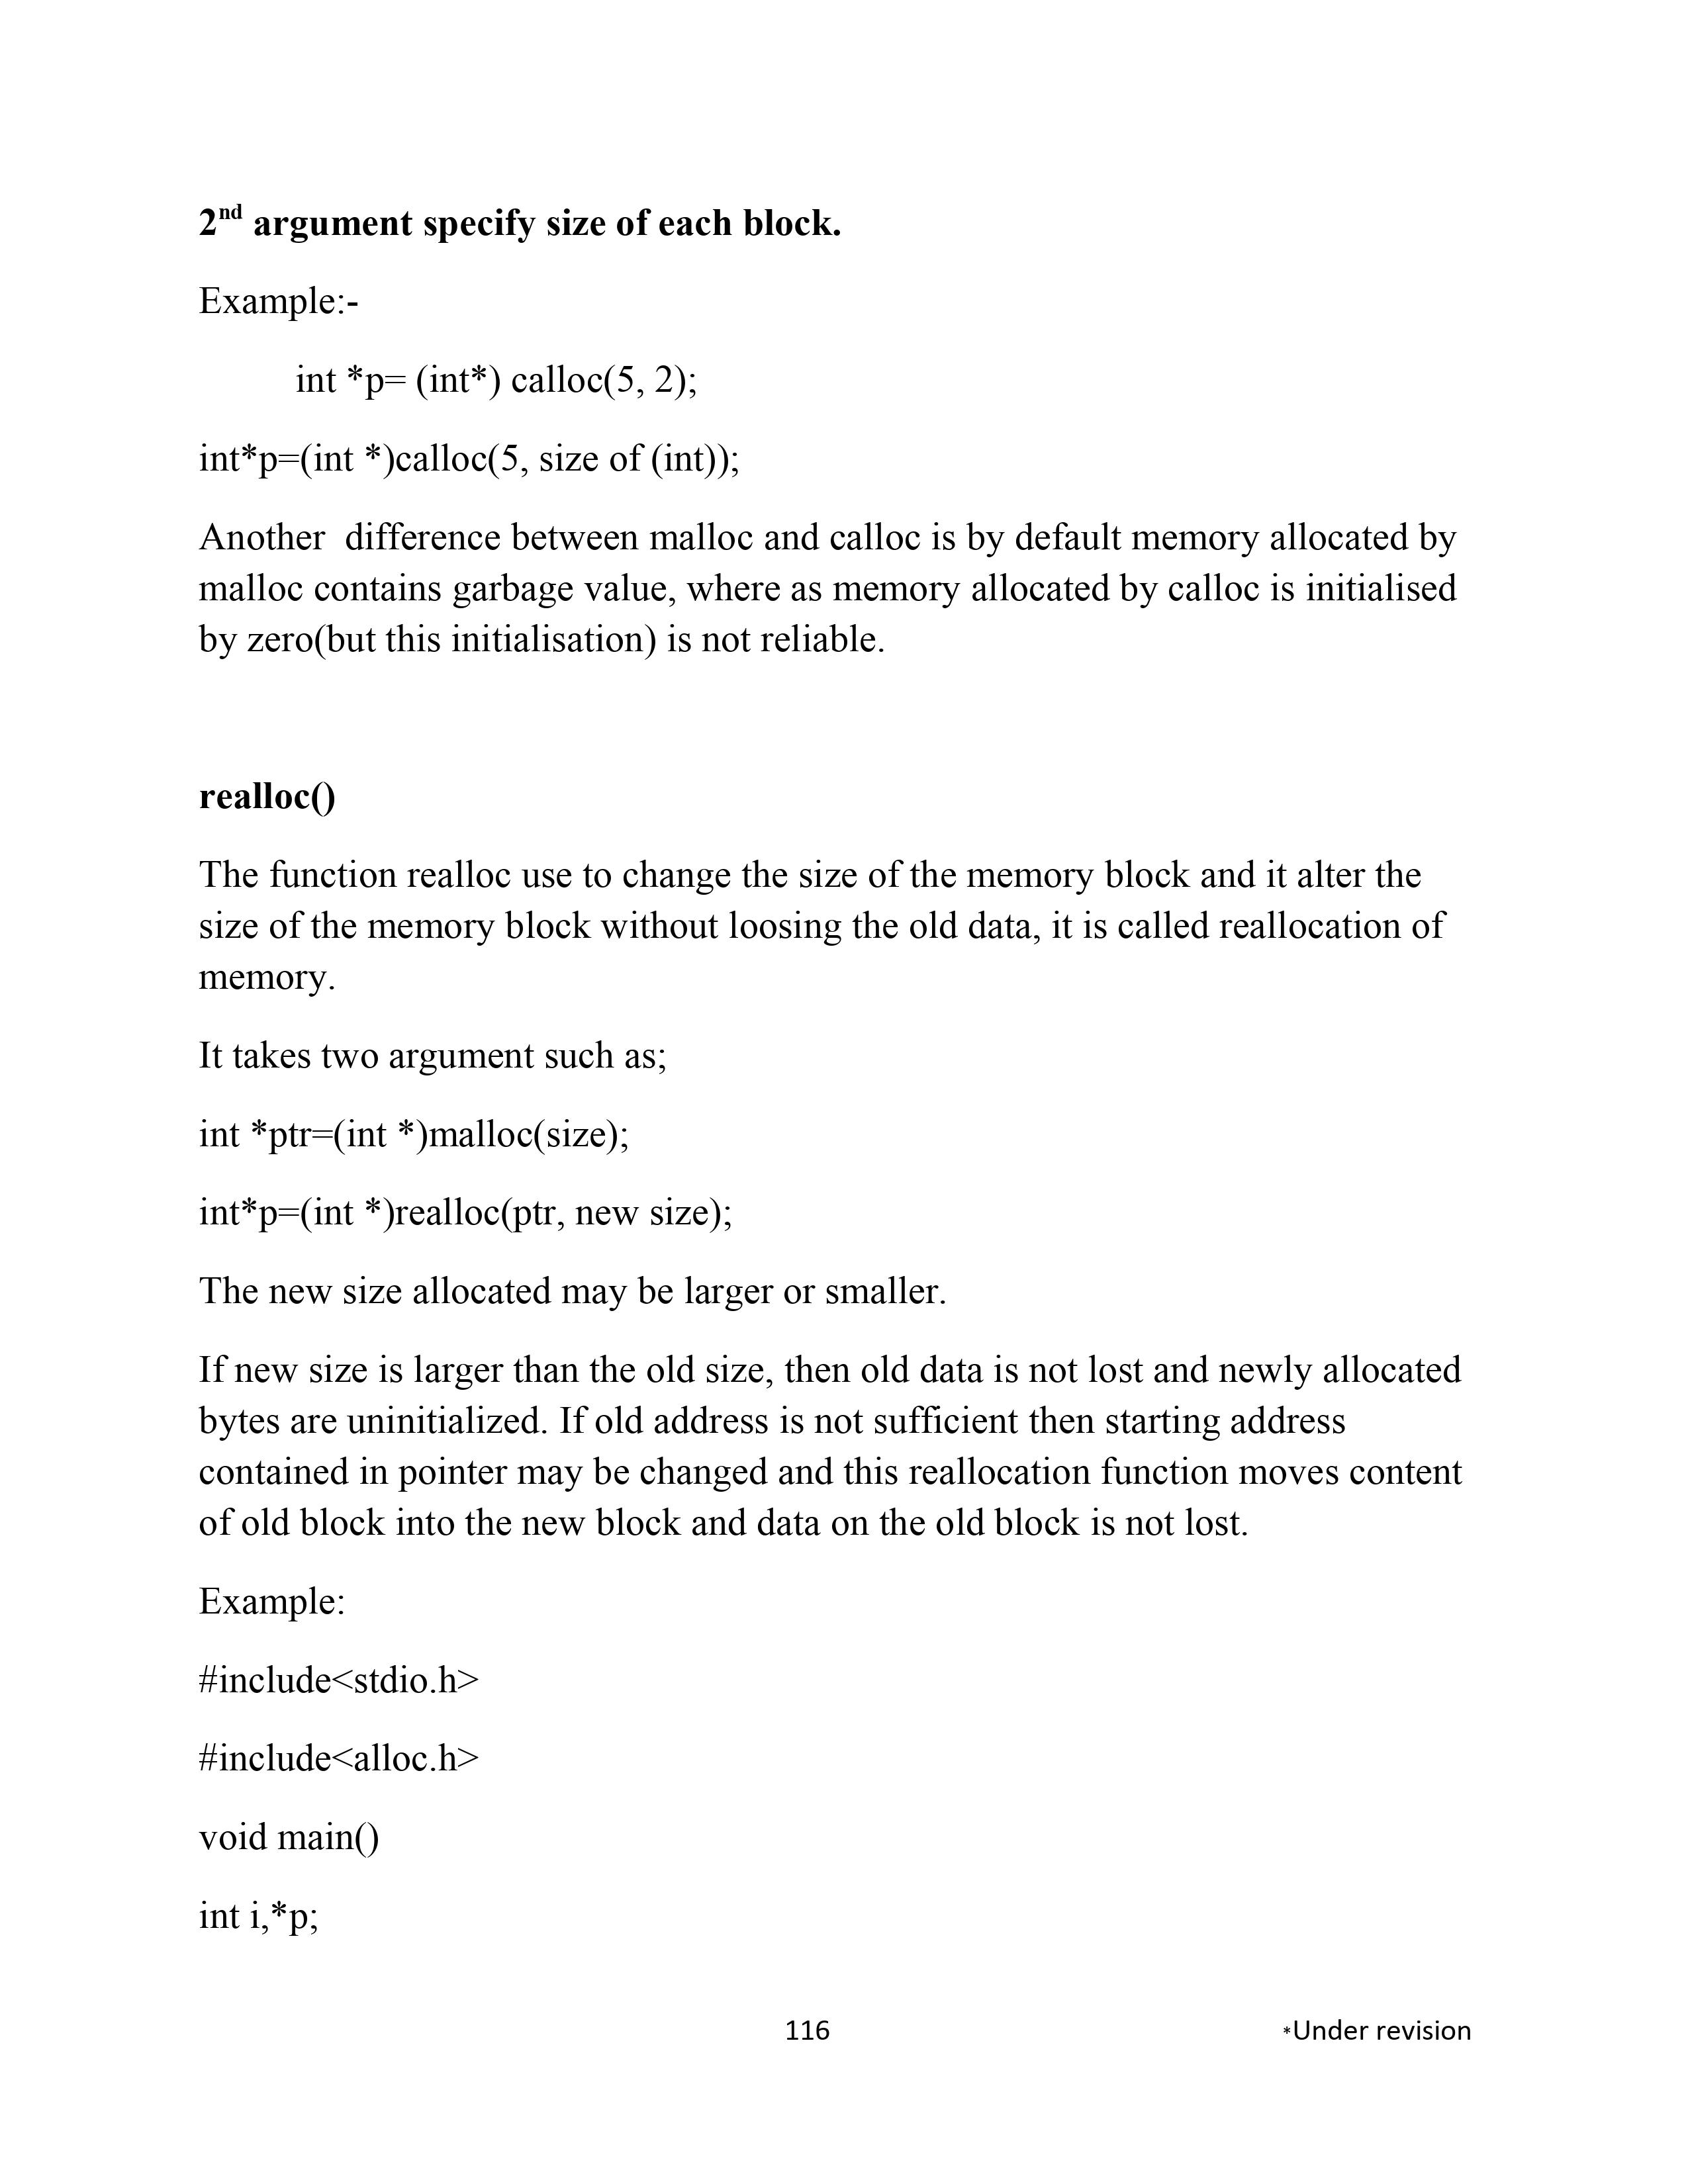 2nd argument specify size of each block.
Example:-
int *p= (int*) calloc(5, 2);
int*p=(int *)calloc(5, size of (int));
Another  difference between malloc and calloc is by default memory allocated by
malloc contains garbage value, where as memory allocated by calloc is initialised
by zero(but this initialisation) is not reliable.
realloc()
The function realloc use to change the size of the memory block and it alter the
size of the memory block without loosing the old data, it is called reallocation of
memory.
It takes two argument such as;
int *ptr=(int *)malloc(size);
int*p=(int *)realloc(ptr, new size);
The new size allocated may be larger or smaller.
If new size is larger than the old size, then old data is not lost and newly allocated
bytes are uninitialized. If old address is not sufficient then starting address
contained in pointer may be changed and this reallocation function moves content
of old block into the new block and data on the old block is not lost.
Example:
#include<stdio.h>
#include<alloc.h>
void main()
int i,*p;
116
*Under revision